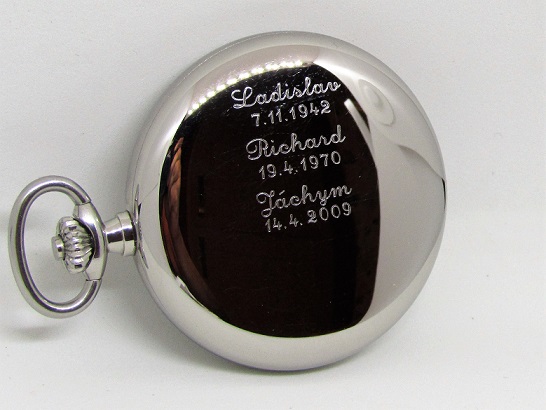 Ladislav
7.11.1942
Richard
19.4.1970
Jáchym
14.4.2009